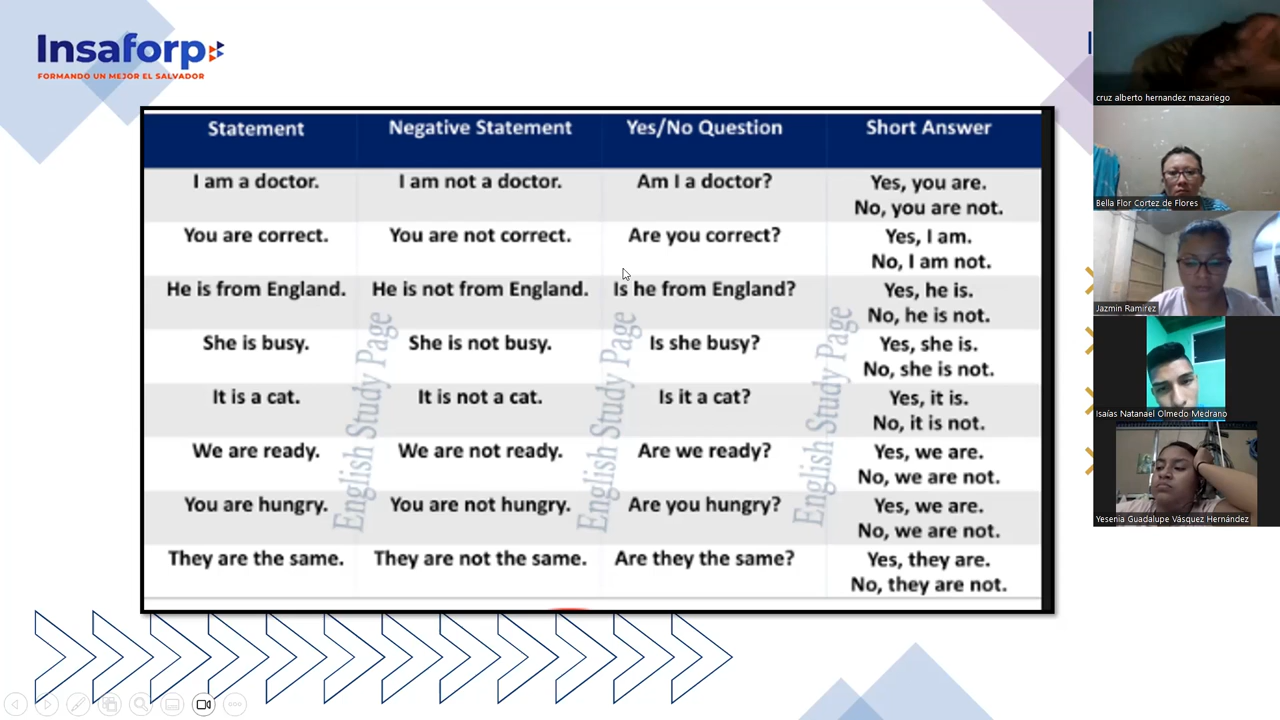 Insaforp
FORMANDO UN MEJOR EL SALVADOR
Statement Negative Statement Yes/No Question Short Answer
I am a doctor. I am not a doctor. Am I a doctor? Yes, you are.
No, you are not.
You are correct. You are not correct. Are you correct? Yes, I am.
No, I am not.
He is from England. He is not from England. Is he from England? Yes, he is.
No, he is not.
She is busy. She is not busy. Is she busy? Yes, she is.
No, she is not.
It is a cat. It is not a cat. Is it a cat? Yes, it is.
No, it is not.
We are ready. We are not ready. Are we ready? Yes, we are.
No, we are not.
You are hungry. You are not hungry. Are you hungry? Yes, we are.
No, we are not.
They are the same. They are not the same. Are they the same? Yes, they are.
No, they are not.
English Study Page
English Study Page
English Study Page
cruz alberto hernandez mazariego
Bella Flor Cortez de Flores
Jazmin Ramirez
Isaías Natanael Olmedo Medrano
Yesenia Guadalupe Vásquez Hernández